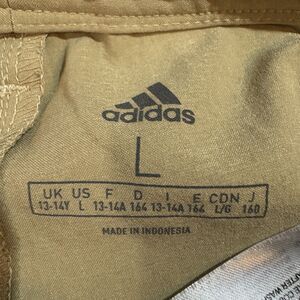 adidas
L
UK US F D I E CDN J
13-14Y L 13-14A 164 13-14A 164 L/G 160
MADE IN INDONESIA